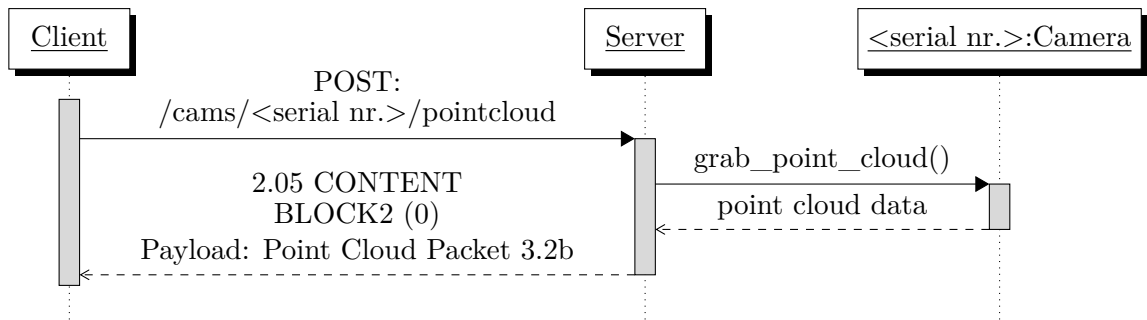 Client
Server
<serial nr.>:Camera
POST:
/cams/<serial nr.>/pointcloud
grab_point_cloud()
2.05 CONTENT
BLOCK2 (0)
point cloud data
Payload: Point Cloud Packet 3.2b